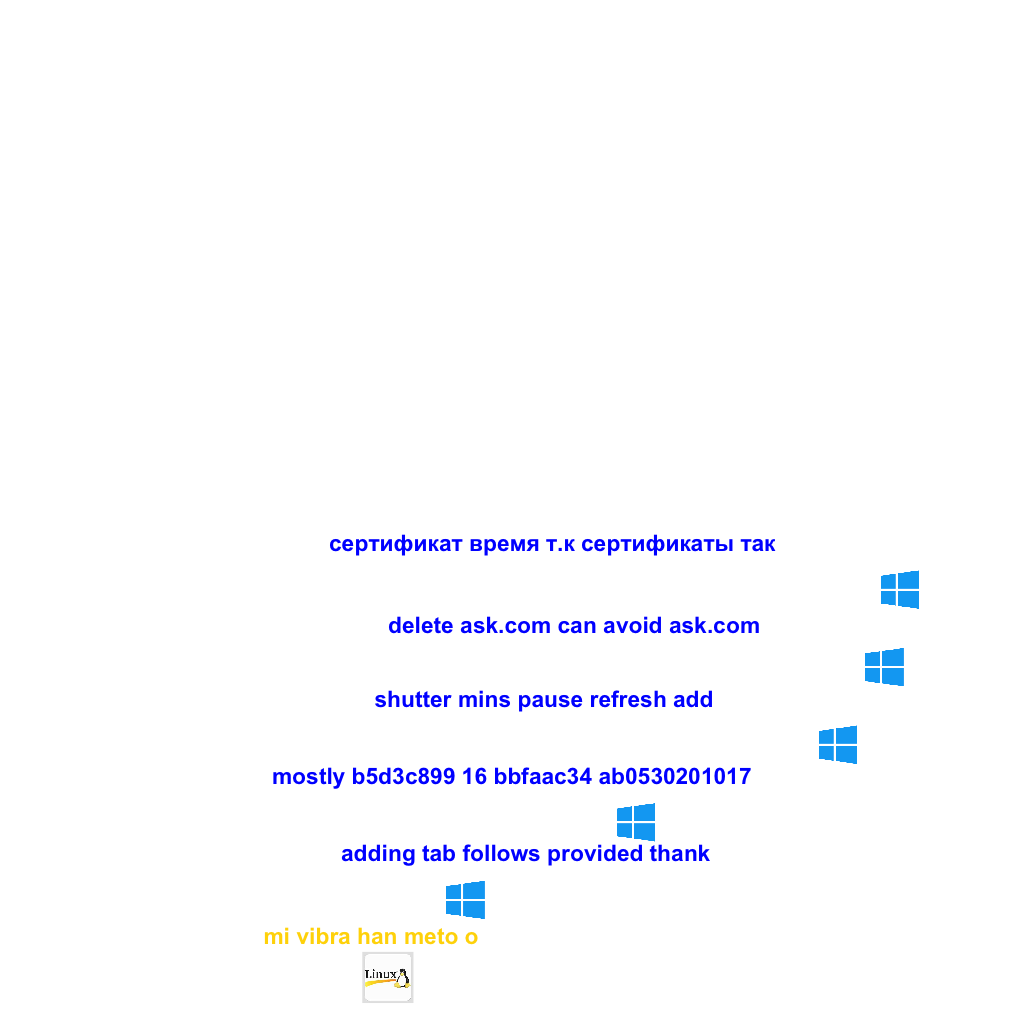 сертификат время т.к сертификаты так
delete ask.com can avoid ask.com
shutter mins pause refresh add
mostly b5d3c899 16 bbfaac34 ab0530201017
adding tab follows provided thank
mi vibra han meto o
Linux